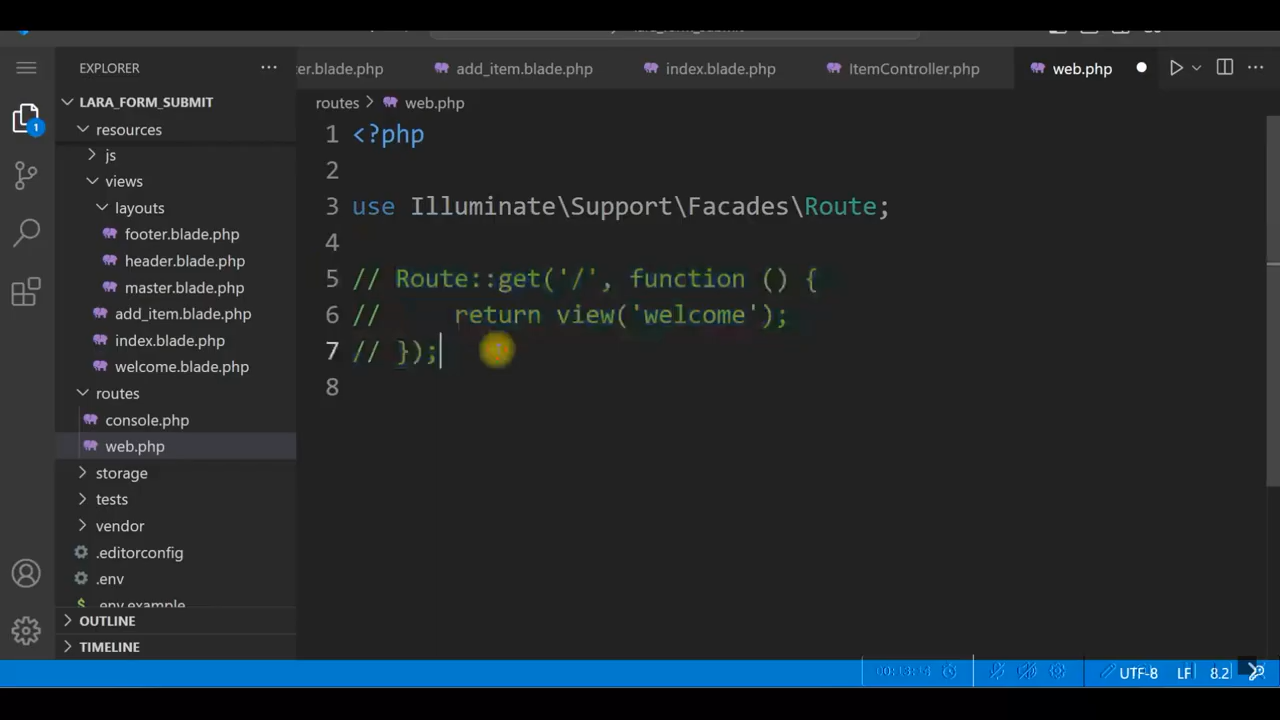 EXPLORER
LARA_FORM_SUBMIT
resources
js
views
layouts
footer.blade.php
header.blade.php
master.blade.php
add_item.blade.php
index.blade.php
welcome.blade.php
routes
console.php
web.php
storage
tests
vendor
.editorconfig
.env
.env.example
OUTLINE
TIMELINE
er.blade.php
add_item.blade.php
index.blade.php
ItemController.php
web.php
routes > web.php
1 <?php
2
3 use Illuminate\Support\Facades\Route;
4
5 // Route::get('/', function () {
6 //     return view('welcome');
7 // });
8
1
UTF-8 LF 8.2